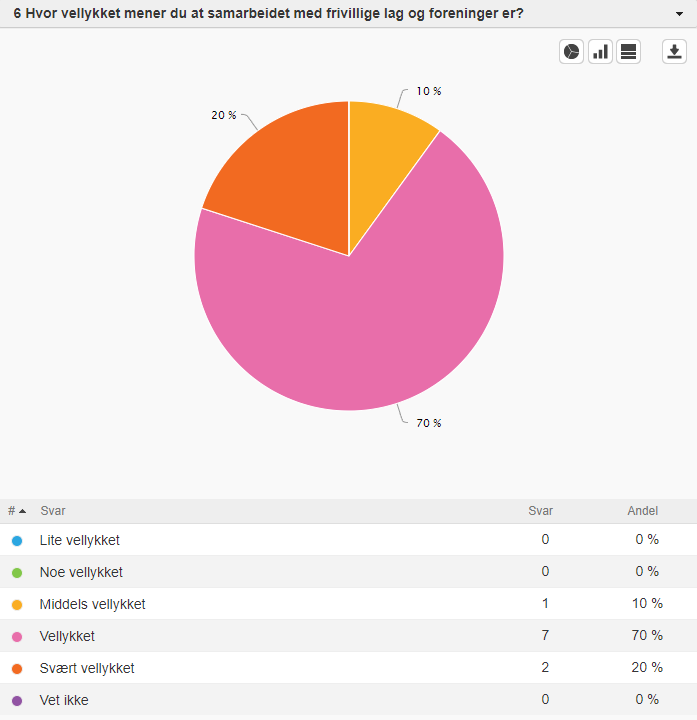 6 Hvor vellykket mener du at samarbeidet med frivillige lag og foreninger er?
10 %
20 %
70 %
# Svar Svar Andel
Lite vellykket 0 0 %
Noe vellykket 0 0 %
Middels vellykket 1 10 %
Vellykket 7 70 %
Svært vellykket 2 20 %
Vet ikke 0 0 %